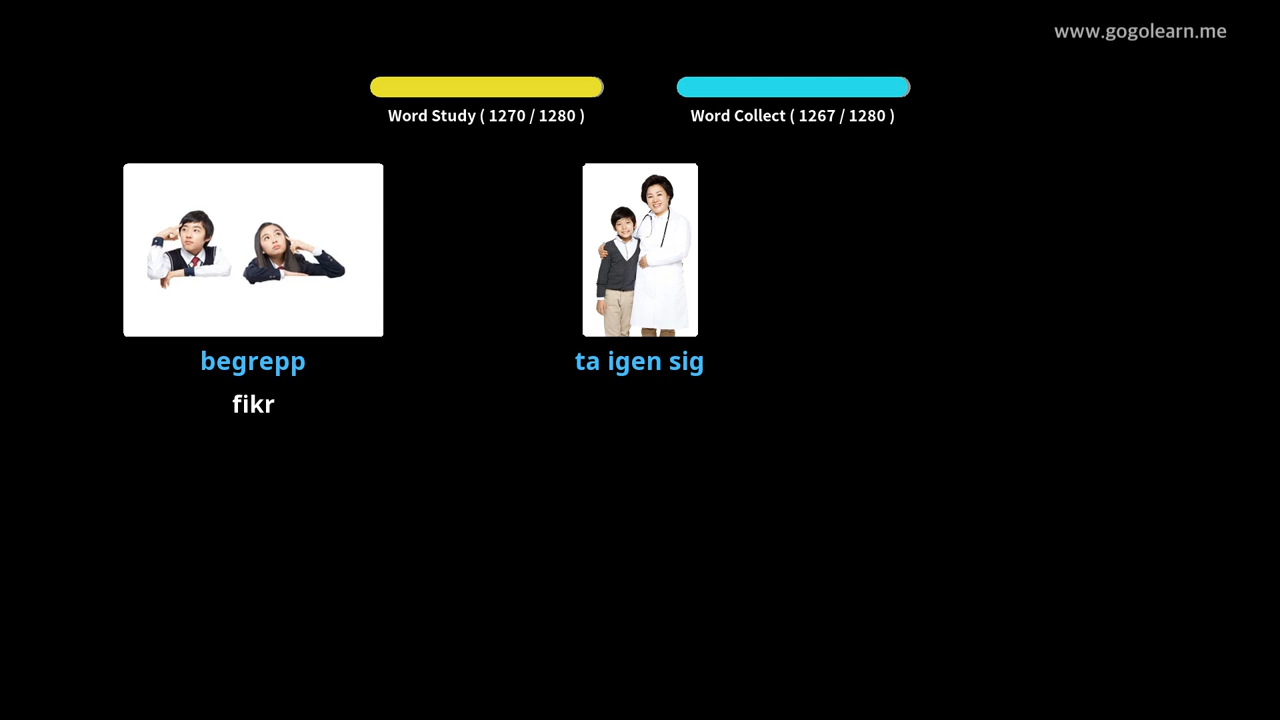 www.gogolearn.me
Word Study ( 1270 / 1280 )
Word Collect ( 1267 / 1280 )
begrepp
ta igen sig
fikr